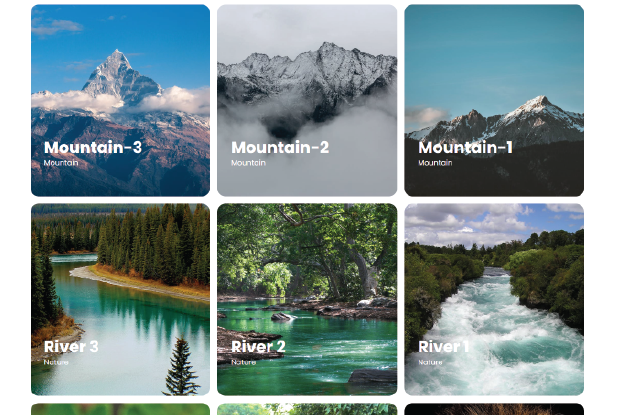 Mountain-3
Mountain
Mountain-2
Mountain
Mountain-1
Mountain
River 3
Nature
River 2
Nature
River 1
Nature